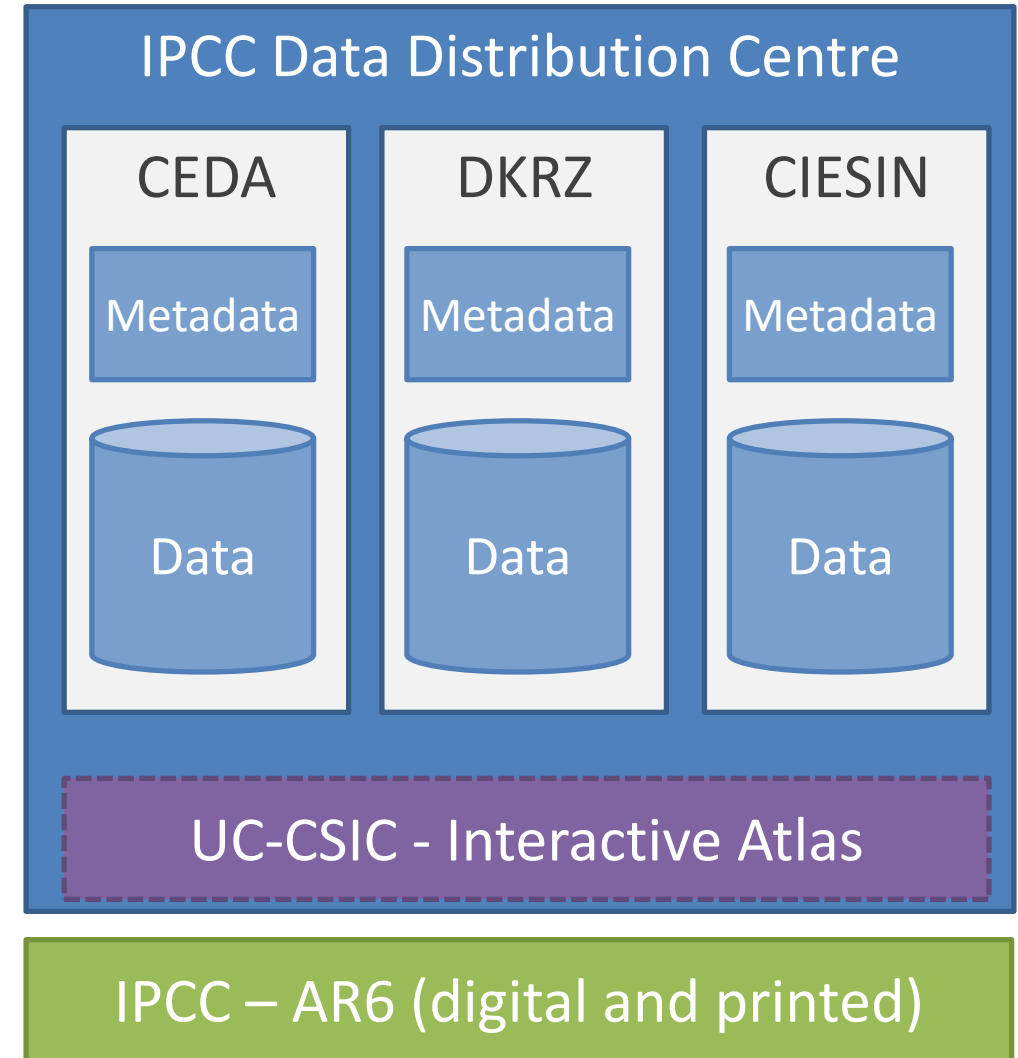 IPCC Data Distribution Centre
CEDA
Metadata
Data
DKRZ
Metadata
Data
CIESIN
Metadata
Data
UC-CSIC - Interactive Atlas
IPCC – AR6 (digital and printed)